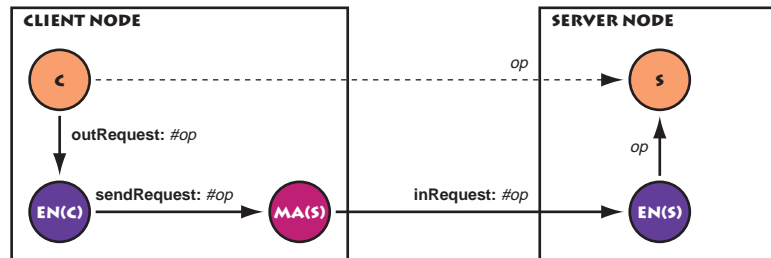 CLIENT NODE
SERVER NODE
C
op
S
outRequest: #op
op
EN(C)
sendRequest: #op
MA(S)
inRequest: #op
EN(S)